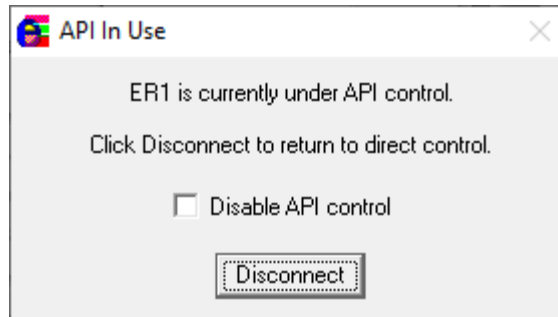 API In Use
ER1 is currently under API control.
Click Disconnect to return to direct control.
Disable API control
Disconnect